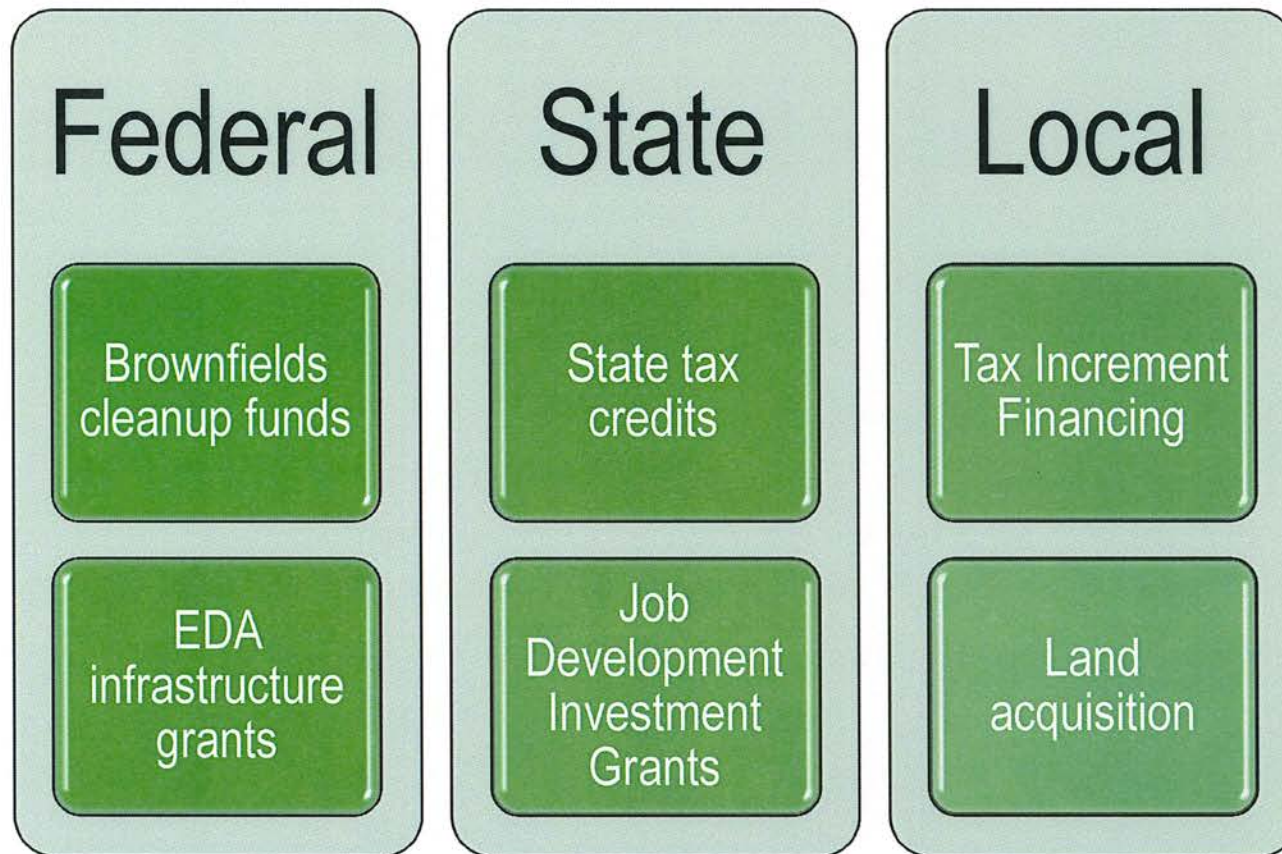 Federal
Brownfields
cleanup funds
EDA
infrastructure
grants
State
State tax
credits
Job
Development
Investment
Grants
Local
Tax Increment
Financing
Land
acquisition